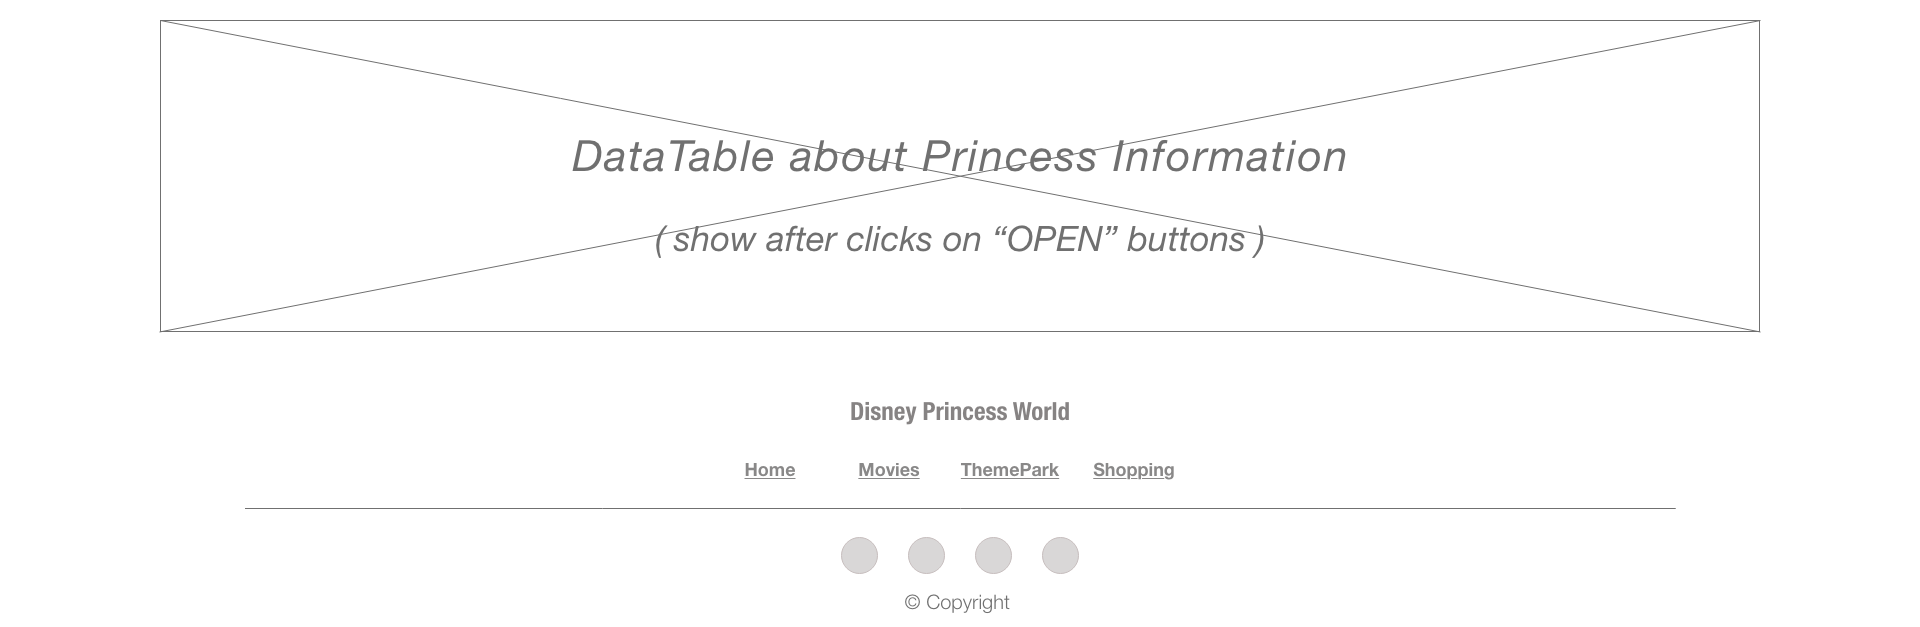 DataTable about Princess Information
( show after clicks on “OPEN” buttons )
Disney Princess World
Home Movies ThemePark Shopping
© Copyright